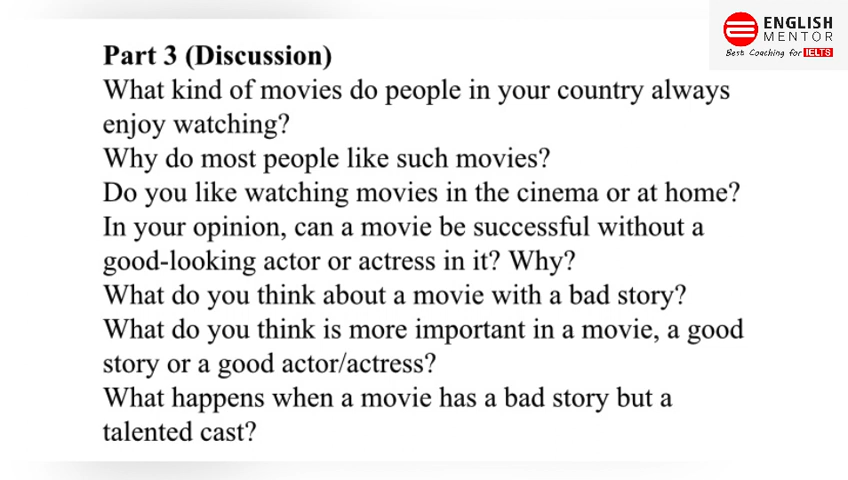 ENGLISH
MENTOR
Best Coaching for IELTS
Part 3 (Discussion)
What kind of movies do people in your country always
enjoy watching?
Why do most people like such movies?
Do you like watching movies in the cinema or at home?
In your opinion, can a movie be successful without a
good-looking actor or actress in it? Why?
What do you think about a movie with a bad story?
What do you think is more important in a movie, a good
story or a good actor/actress?
What happens when a movie has a bad story but a
talented cast?